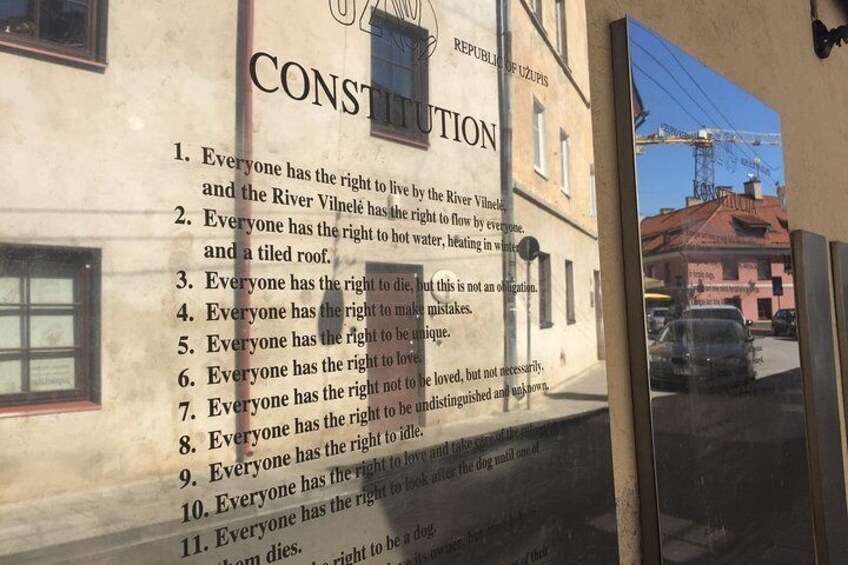 UŽUP
REPUBLIC OF UŽUPIS
CONSTITUTION
1. Everyone has the right to live by the River Vilnelė,
and the River Vilnelė has the right to flow by everyone.
2. Everyone has the right to hot water, heating in winter
and a tiled roof.
3. Everyone has the right to die, but this is not an obligation.
4. Everyone has the right to make mistakes.
5. Everyone has the right to be unique.
6. Everyone has the right to love.
7. Everyone has the right not to be loved, but not necessarily.
8. Everyone has the right to be undistinguished and unknown.
9. Everyone has the right to idle.
10. Everyone has the right to love and take care of the
11. Everyone has the right to look after the dog until one of
them dies.
right to be a dog.
its owner, but
of their